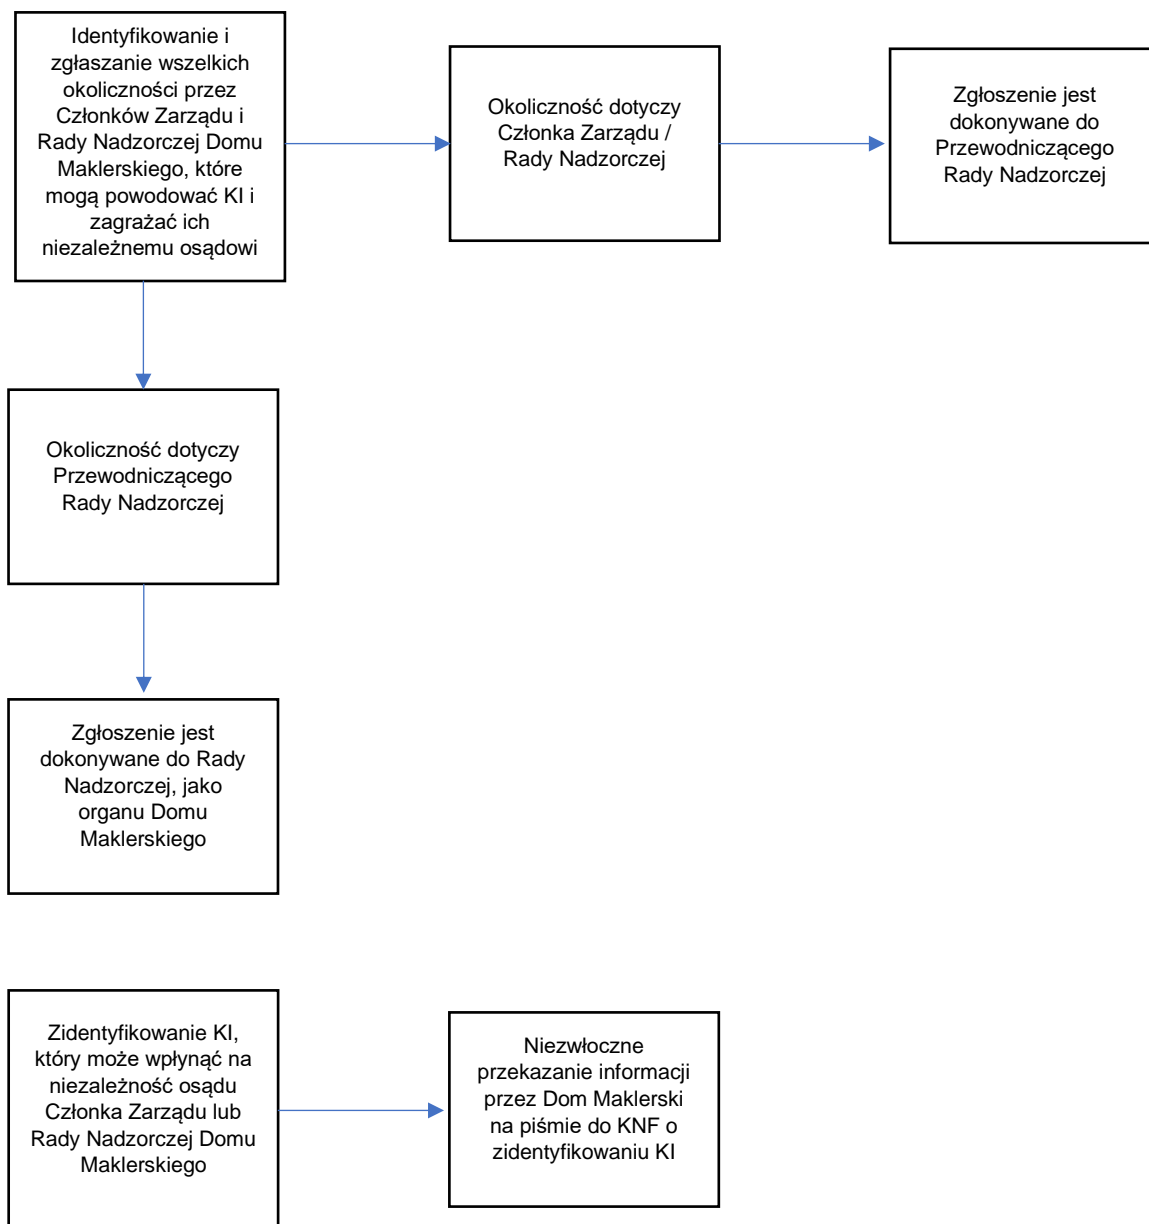 Identyfikowanie i
zgłaszanie wszelkich
okoliczności przez
Członków Zarządu i
Rady Nadzorczej Domu
Maklerskiego, które
mogą powodować KI i
zagrażać ich
niezależnemu osądowi
Okoliczność dotyczy
Członka Zarządu /
Rady Nadzorczej
Zgłoszenie jest
dokonywane do
Przewodniczącego
Rady Nadzorczej
Okoliczność dotyczy
Przewodniczącego
Rady Nadzorczej
Zgłoszenie jest
dokonywane do Rady
Nadzorczej, jako
organu Domu
Maklerskiego
Zidentyfikowanie KI,
który może wpłynąć na
niezależność osądu
Członka Zarządu lub
Rady Nadzorczej Domu
Maklerskiego
Niezwłoczne
przekazanie informacji
przez Dom Maklerski
na piśmie do KNF o
zidentyfikowaniu KI